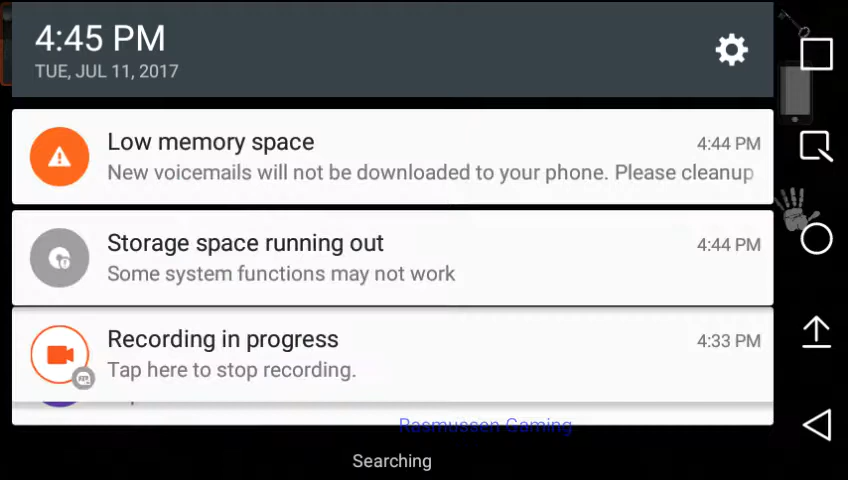 4:45 PM
TUE, JUL 11, 2017
Low memory space
4:44 PM
New voicemails will not be downloaded to your phone. Please cleanup
Storage space running out
4:44 PM
Some system functions may not work
Recording in progress
4:33 PM
Tap here to stop recording.
Rasmussen Gaming
Searching